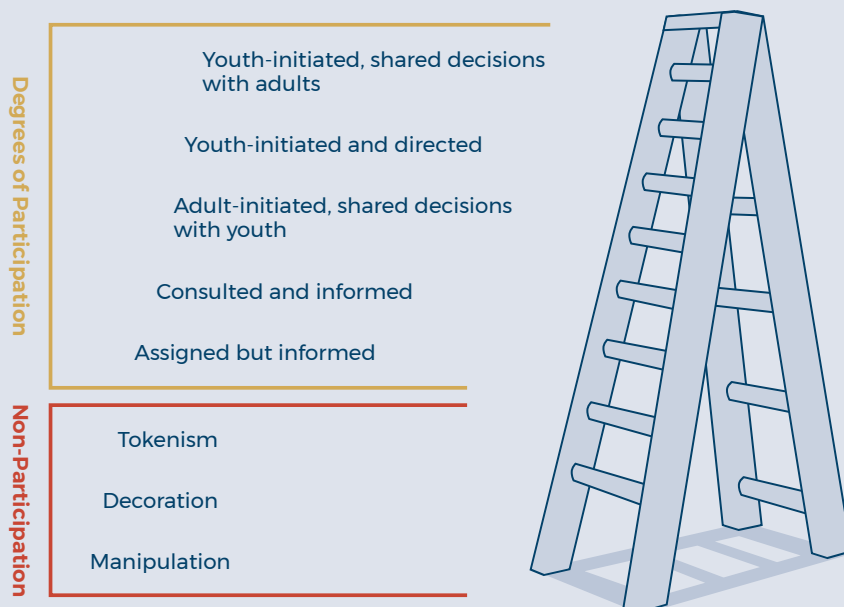 Degrees of Participation
Youth-initiated, shared decisions
with adults
Youth-initiated and directed
Adult-initiated, shared decisions
with youth
Consulted and informed
Assigned but informed
Non-Participation
Tokenism
Decoration
Manipulation